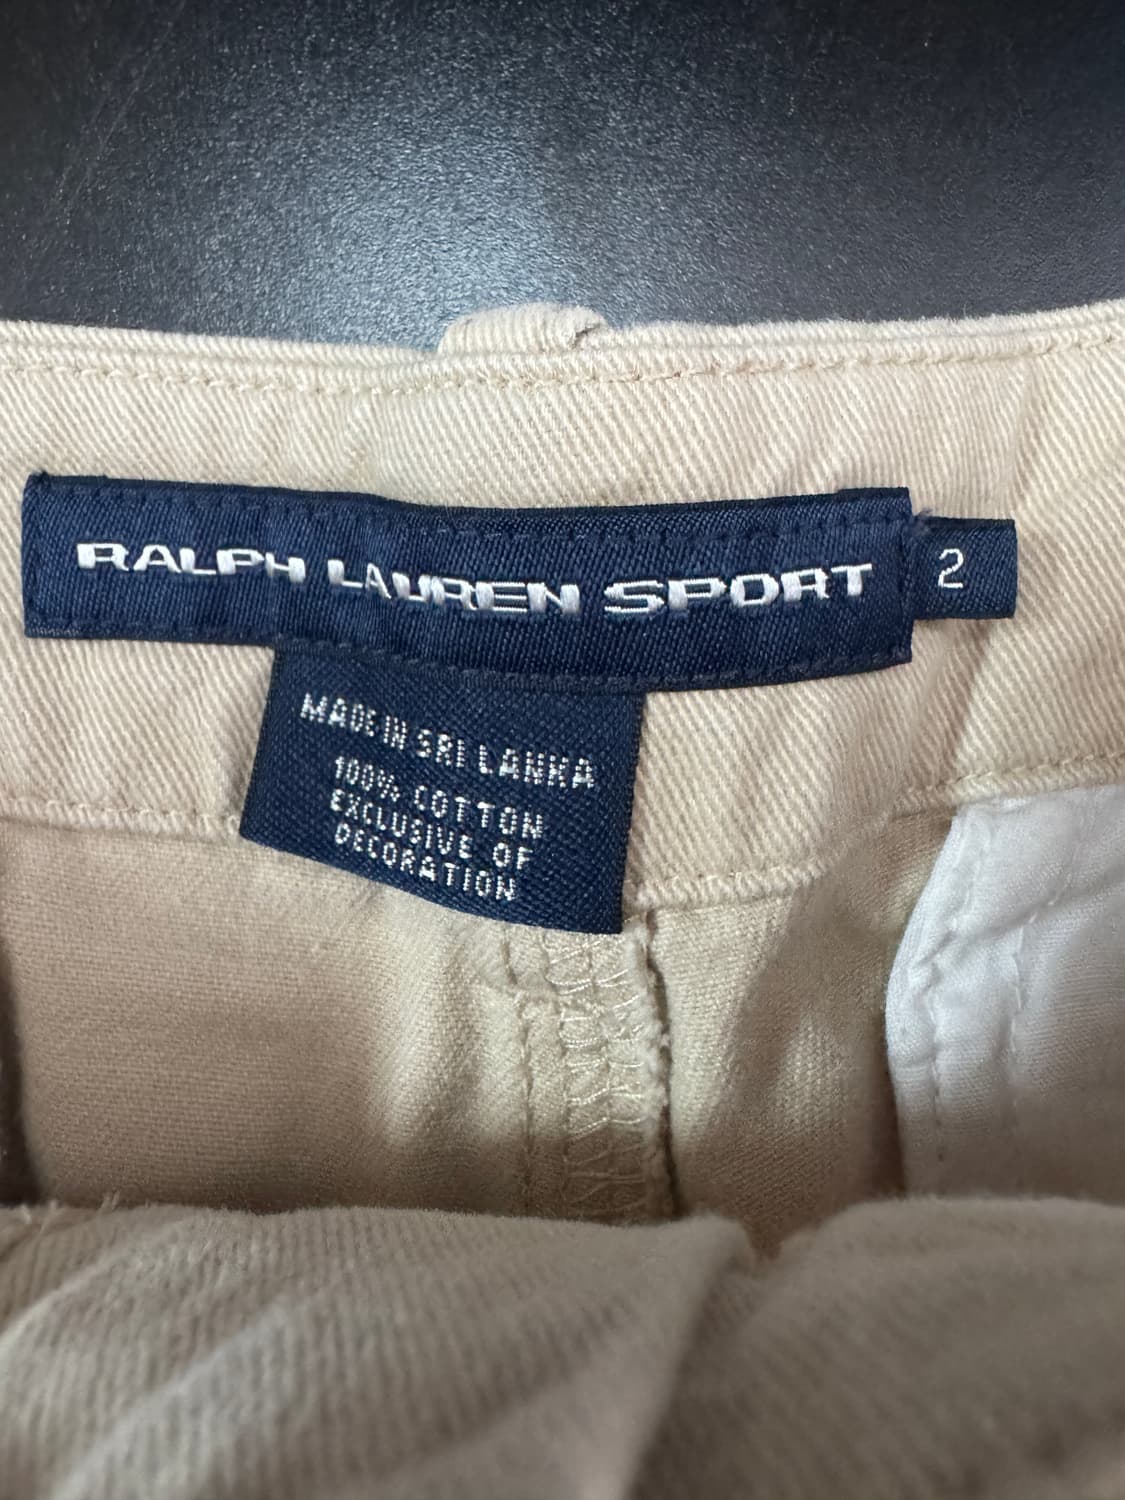 RALPH LAUREN SPORT
2
MADE IN SRI LANKA
100% COTTON
EXCLUSIVE OF
DECORATION